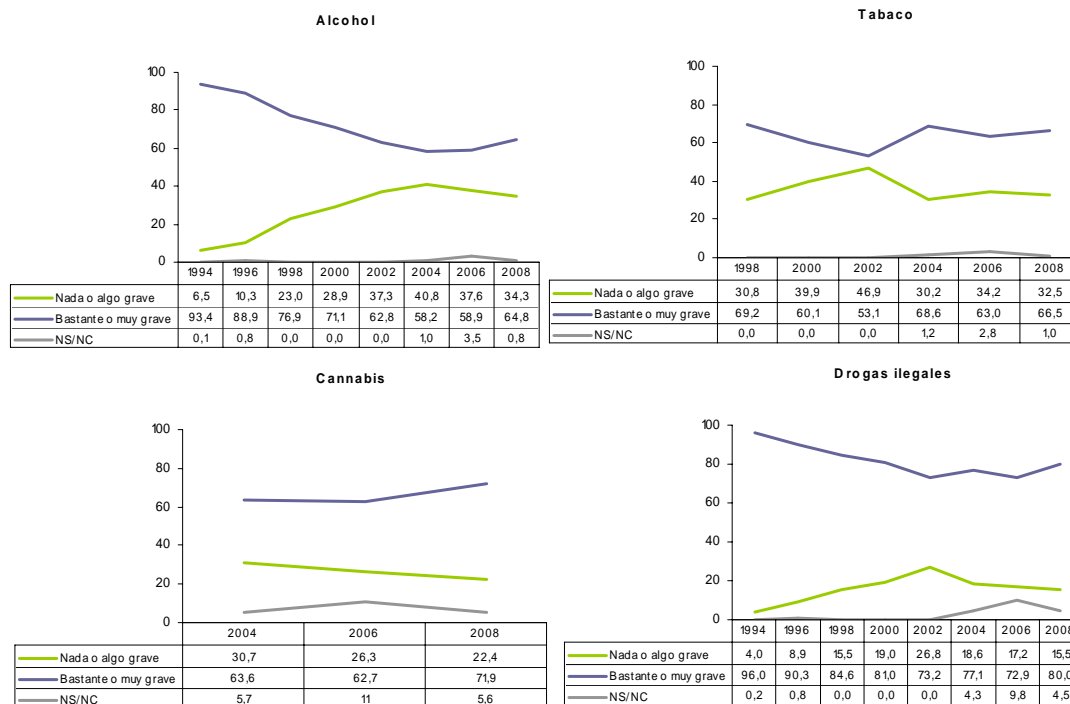 Alcohol
100
80
60
40
20
0
1994 1996 1998 2000 2002 2004 2006 2008
Nada o algo grave 6,5 10,3 23,0 28,9 37,3 40,8 37,6 34,3
Bastante o muy grave 93,4 88,9 76,9 71,1 62,8 58,2 58,9 64,8
NS/NC 0,1 0,8 0,0 0,0 0,0 1,0 3,5 0,8
Tabaco
100
80
60
40
20
0
1998 2000 2002 2004 2006 2008
Nada o algo grave 30,8 39,9 46,9 30,2 34,2 32,5
Bastante o muy grave 69,2 60,1 53,1 68,6 63,0 66,5
NS/NC 0,0 0,0 0,0 1,2 2,8 1,0
Cannabis
100
80
60
40
20
0
2004 2006 2008
Nada o algo grave 30,7 26,3 22,4
Bastante o muy grave 63,6 62,7 71,9
NS/NC 5,7 11 5,6
Drogas ilegales
100
80
60
40
20
0
1994 1996 1998 2000 2002 2004 2006 2008
Nada o algo grave 4,0 8,9 15,5 19,0 26,8 18,6 17,2 15,5
Bastante o muy grave 96,0 90,3 84,6 81,0 73,2 77,1 72,9 80,0
NS/NC 0,2 0,8 0,0 0,0 0,0 4,3 9,8 4,5